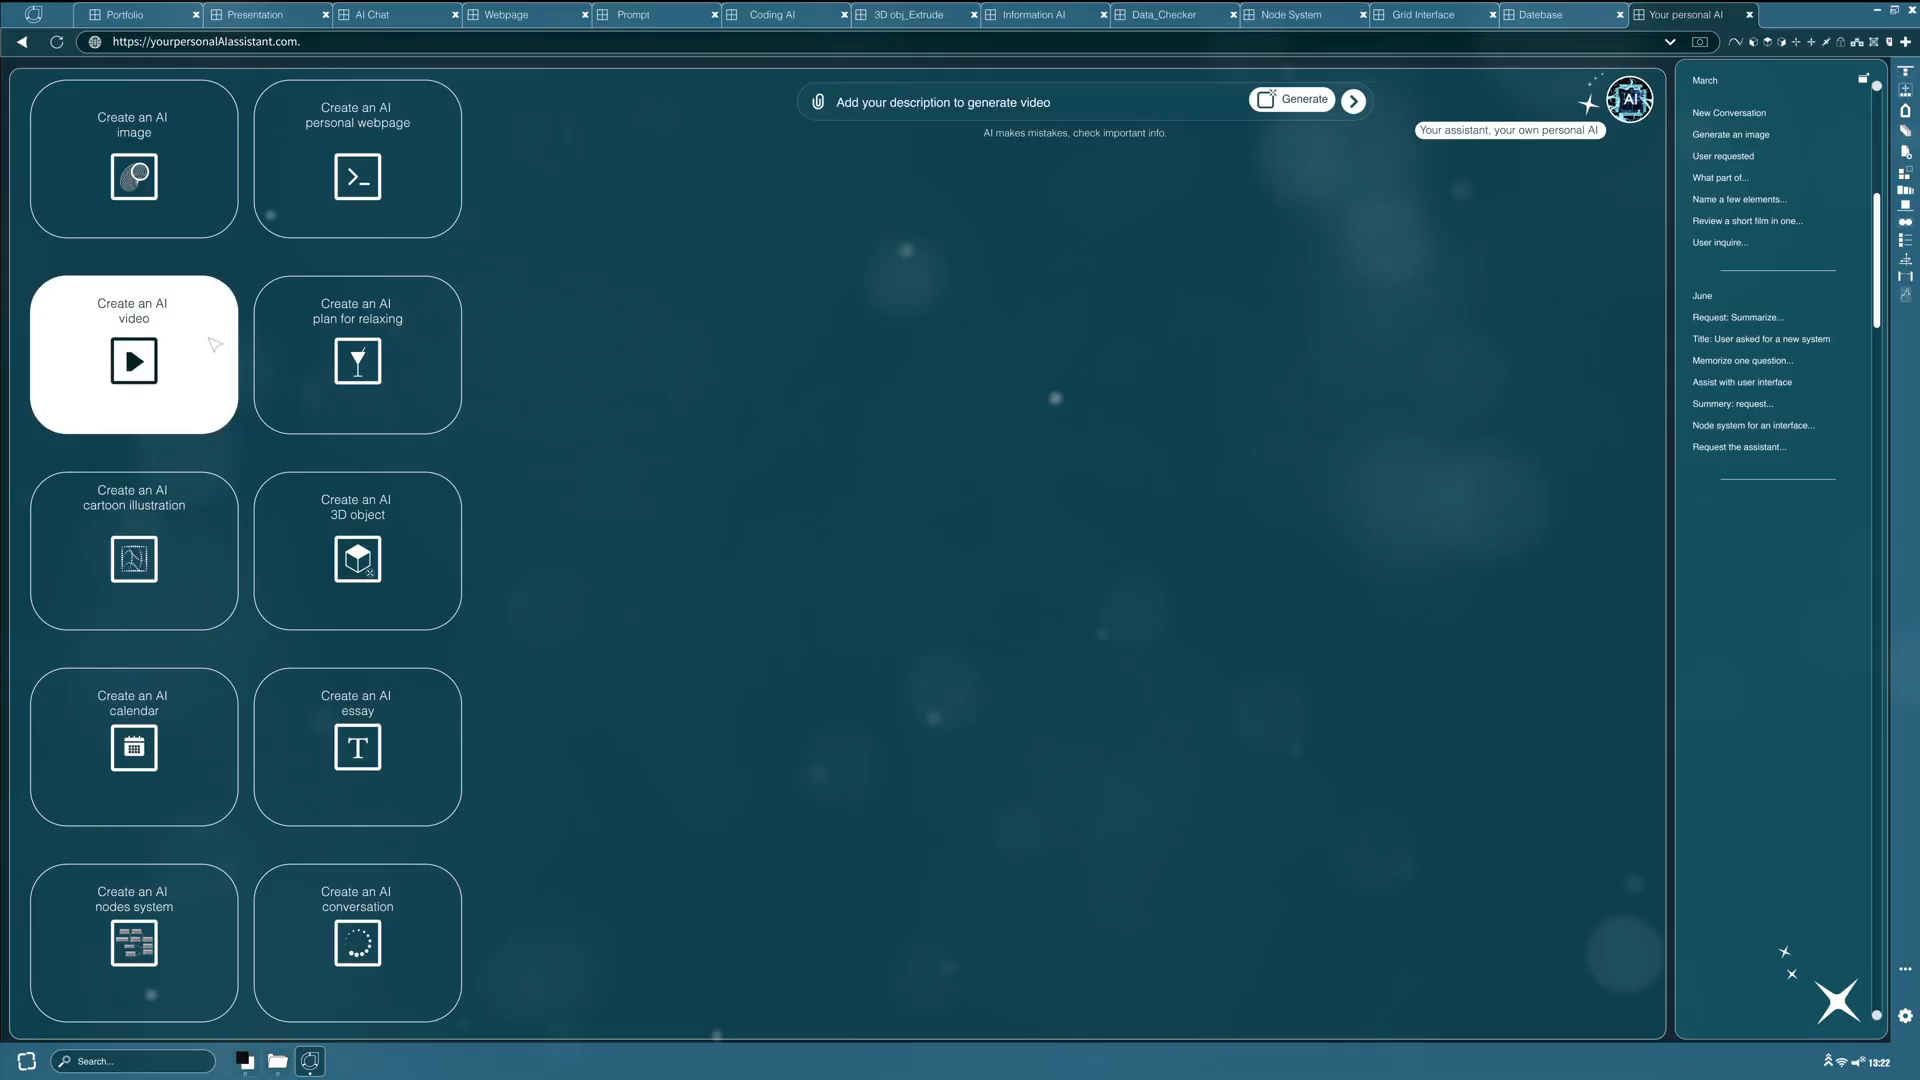 Portfolio
Presentation
AI Chat
Webpage
Prompt
Coding AI
3D obj_Extrude
Information AI
Data_Checker
Node System
Grid Interface
Datebase
Your personal AI
https://yourpersonalAIassistant.com.
Create an AI
image
Create an AI
personal webpage
Create an AI
video
Create an AI
plan for relaxing
Create an AI
cartoon illustration
Create an AI
3D object
Create an AI
calendar
Create an AI
essay
T
Create an AI
nodes system
Create an AI
conversation
Add your description to generate video
Generate
AI makes mistakes, check important info.
AI
Your assistant, your own personal AI
March
New Conversation
Generate an image
User requested
What part of...
Name a few elements...
Review a short film in one...
User inquire...
June
Request: Summarize...
Title: User asked for a new system
Memorize one question...
Assist with user interface
Summery: request...
Node system for an interface...
Request the assistant...
Search...
13:22